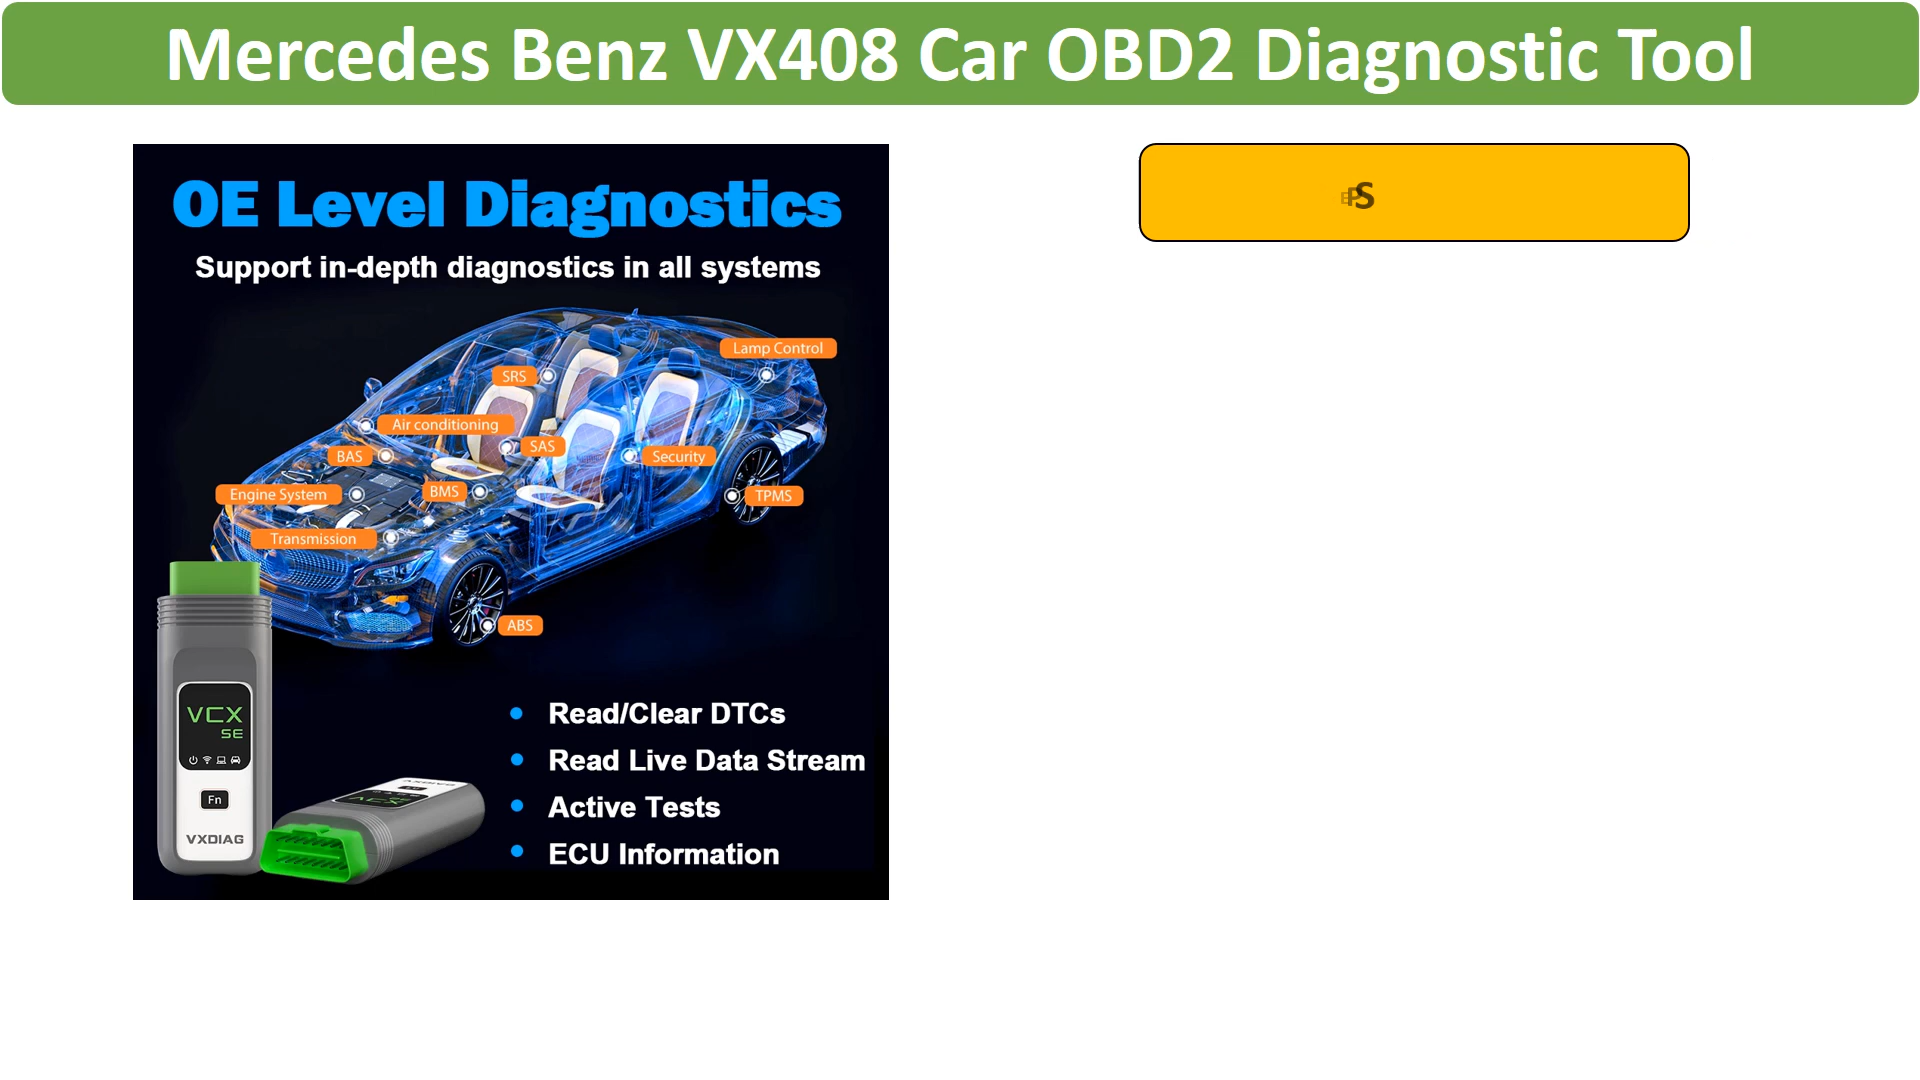 Mercedes Benz VX408 Car OBD2 Diagnostic Tool
OE Level Diagnostics
Support in-depth diagnostics in all systems
Lamp Control
SRS
Air conditioning
SAS
BAS
Security
Engine System
BMS
TPMS
Transmission
ABS
VCX
SE
Fn
VXDIAG
Read/Clear DTCs
Read Live Data Stream
Active Tests
ECU Information